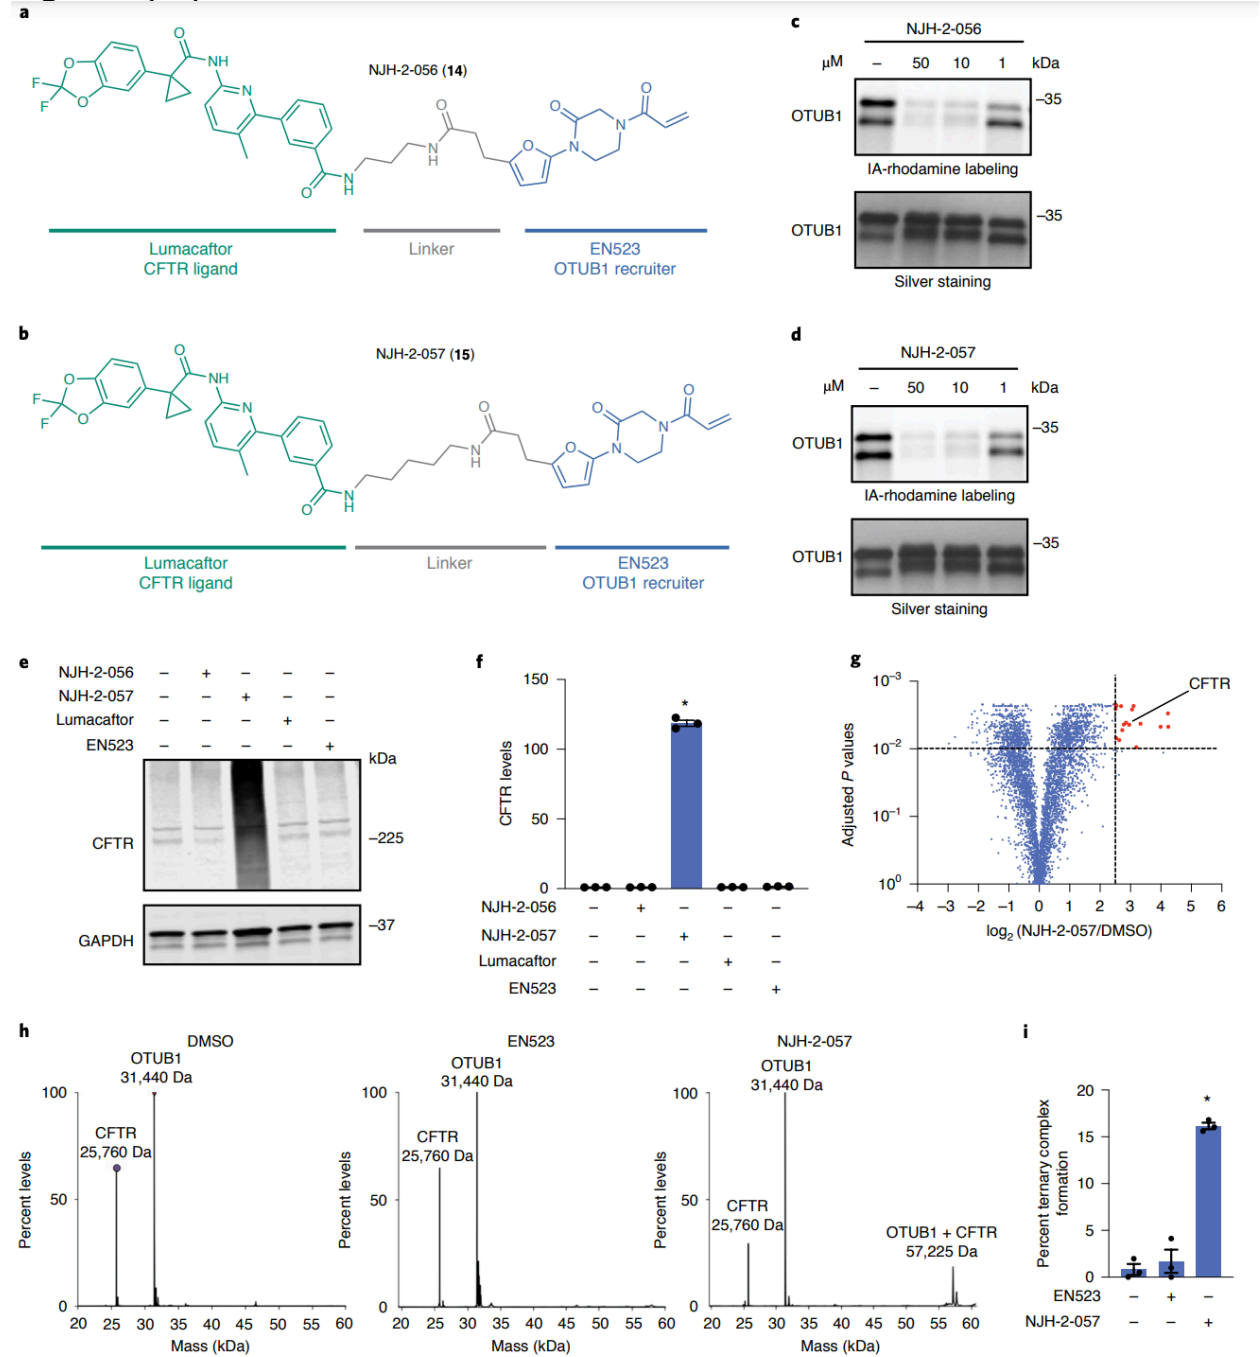 a
NJH-2-056 (14)
F
F
O
O
O
NH
N
O
N
H
O
N
H
O
O
N
N
O
Lumacaftor
CFTR ligand
Linker
EN523
OTUB1 recruiter
b
NJH-2-057 (15)
F
F
O
O
O
NH
N
O
N
H
O
N
H
O
O
N
N
O
Lumacaftor
CFTR ligand
Linker
EN523
OTUB1 recruiter
c
NJH-2-056
μM – 50 10 1 kDa
OTUB1
–35
IA-rhodamine labeling
OTUB1
–35
Silver staining
d
NJH-2-057
μM – 50 10 1 kDa
OTUB1
–35
IA-rhodamine labeling
OTUB1
–35
Silver staining
e
NJH-2-056 – + – – –
NJH-2-057 – – + – –
Lumacaftor – – – + –
EN523 – – – – +
kDa
CFTR
–225
GAPDH
–37
f
CFTR levels
150
100
50
0
*
NJH-2-056 – + – – –
NJH-2-057 – – + – –
Lumacaftor – – – + –
EN523 – – – – +
g
Adjusted P values
10–3
10–2
10–1
100
CFTR
–4 –3 –2 –1 0 1 2 3 4 5 6
log2 (NJH-2-057/DMSO)
h
DMSO
OTUB1
31,440 Da
CFTR
25,760 Da
Percent levels
100
50
0
20 25 30 35 40 45 50 55 60
Mass (kDa)
EN523
OTUB1
31,440 Da
CFTR
25,760 Da
Percent levels
100
50
0
20 25 30 35 40 45 50 55 60
Mass (kDa)
NJH-2-057
OTUB1
31,440 Da
CFTR
25,760 Da
OTUB1 + CFTR
57,225 Da
Percent levels
100
50
0
20 25 30 35 40 45 50 55 60
Mass (kDa)
i
Percent ternary complex
formation
20
15
10
5
0
*
EN523 – + –
NJH-2-057 – – +